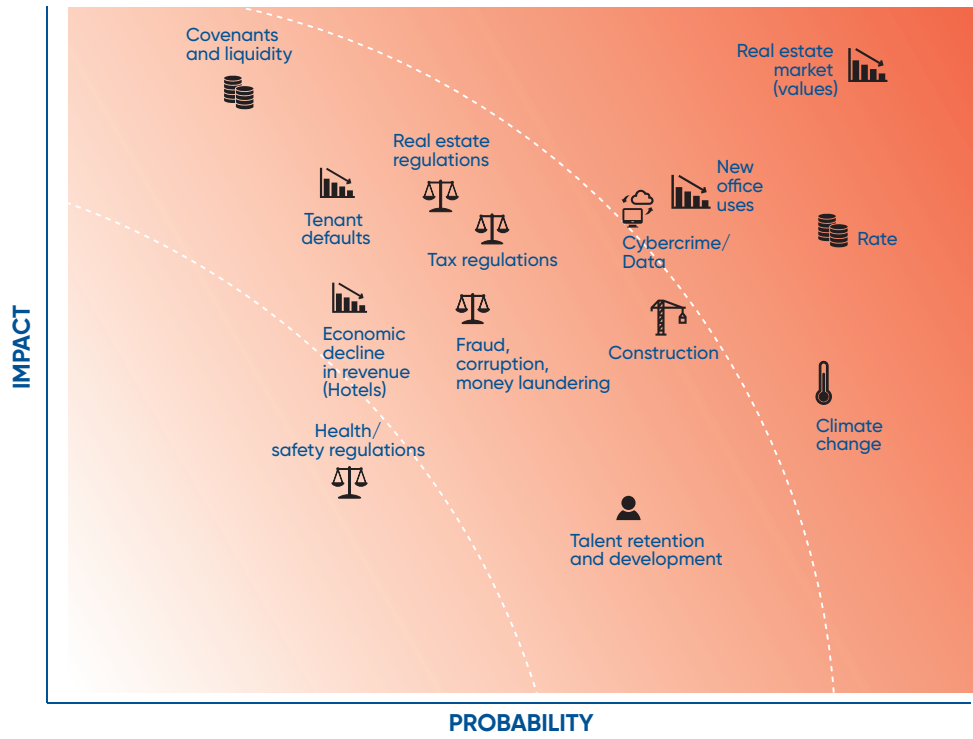 Covenants
and liquidity
Real estate
market
(values)
Real estate
regulations
New
office
uses
Tenant
defaults
Tax regulations
Cybercrime/
Data
Rate
Economic
decline
in revenue
(Hotels)
Fraud,
corruption,
money laundering
Construction
Climate
change
Health/
safety regulations
Talent retention
and development
IMPACT
PROBABILITY